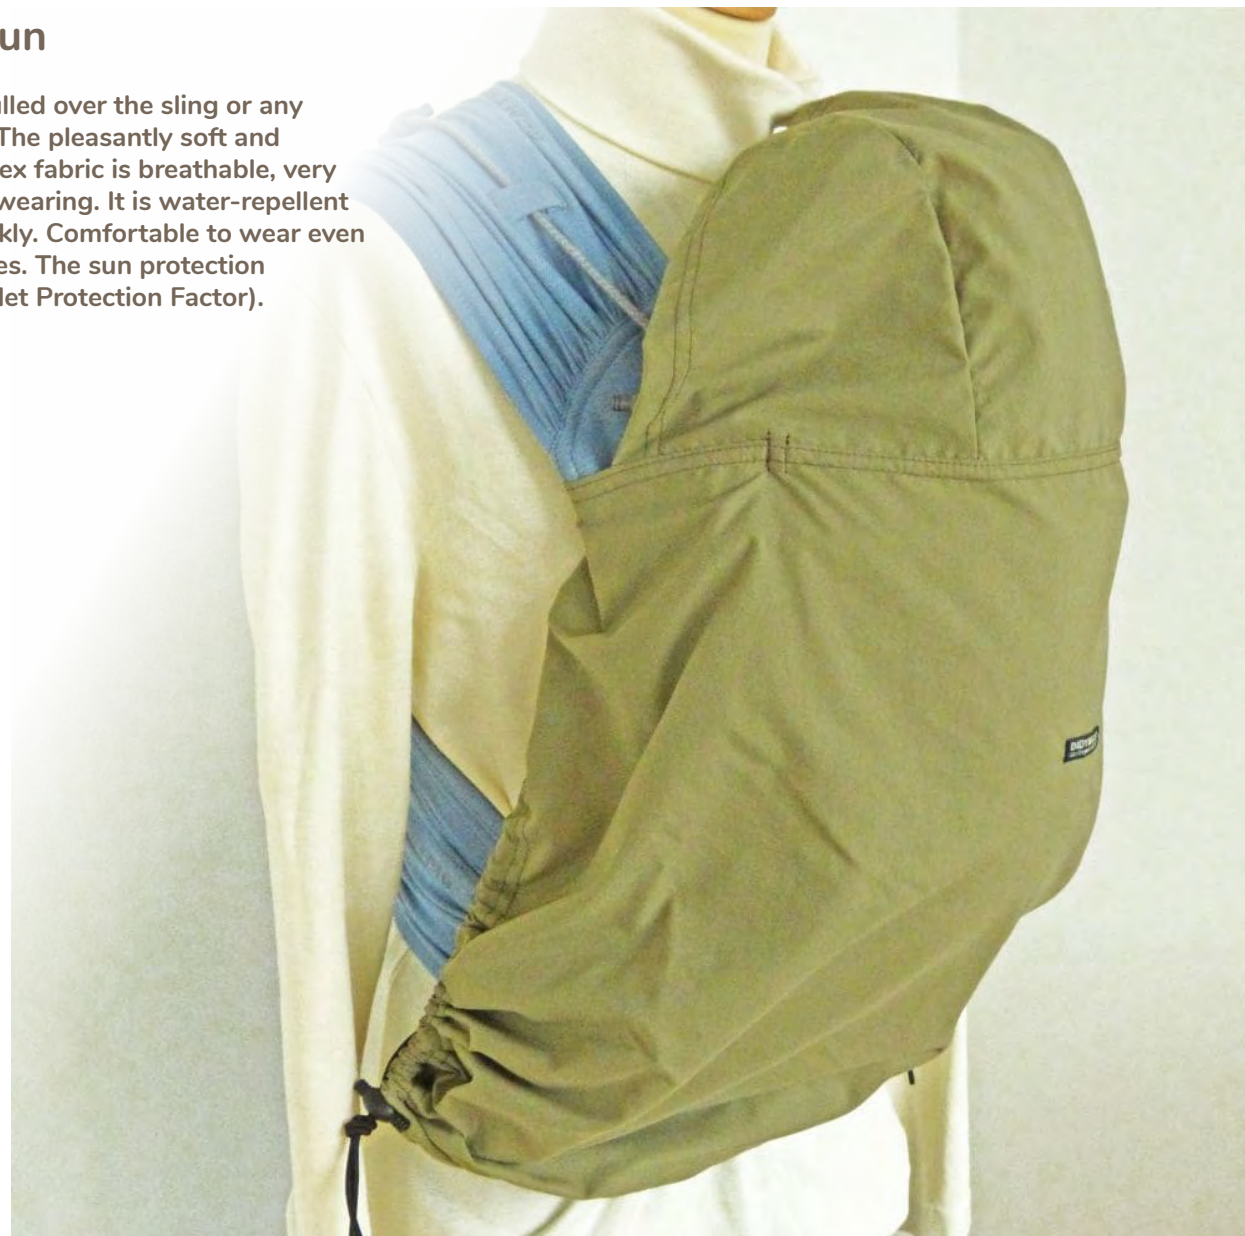 un
lled over the sling or any
The pleasantly soft and
ex fabric is breathable, very
wearing. It is water-repellent
kly. Comfortable to wear even
es. The sun protection
let Protection Factor).